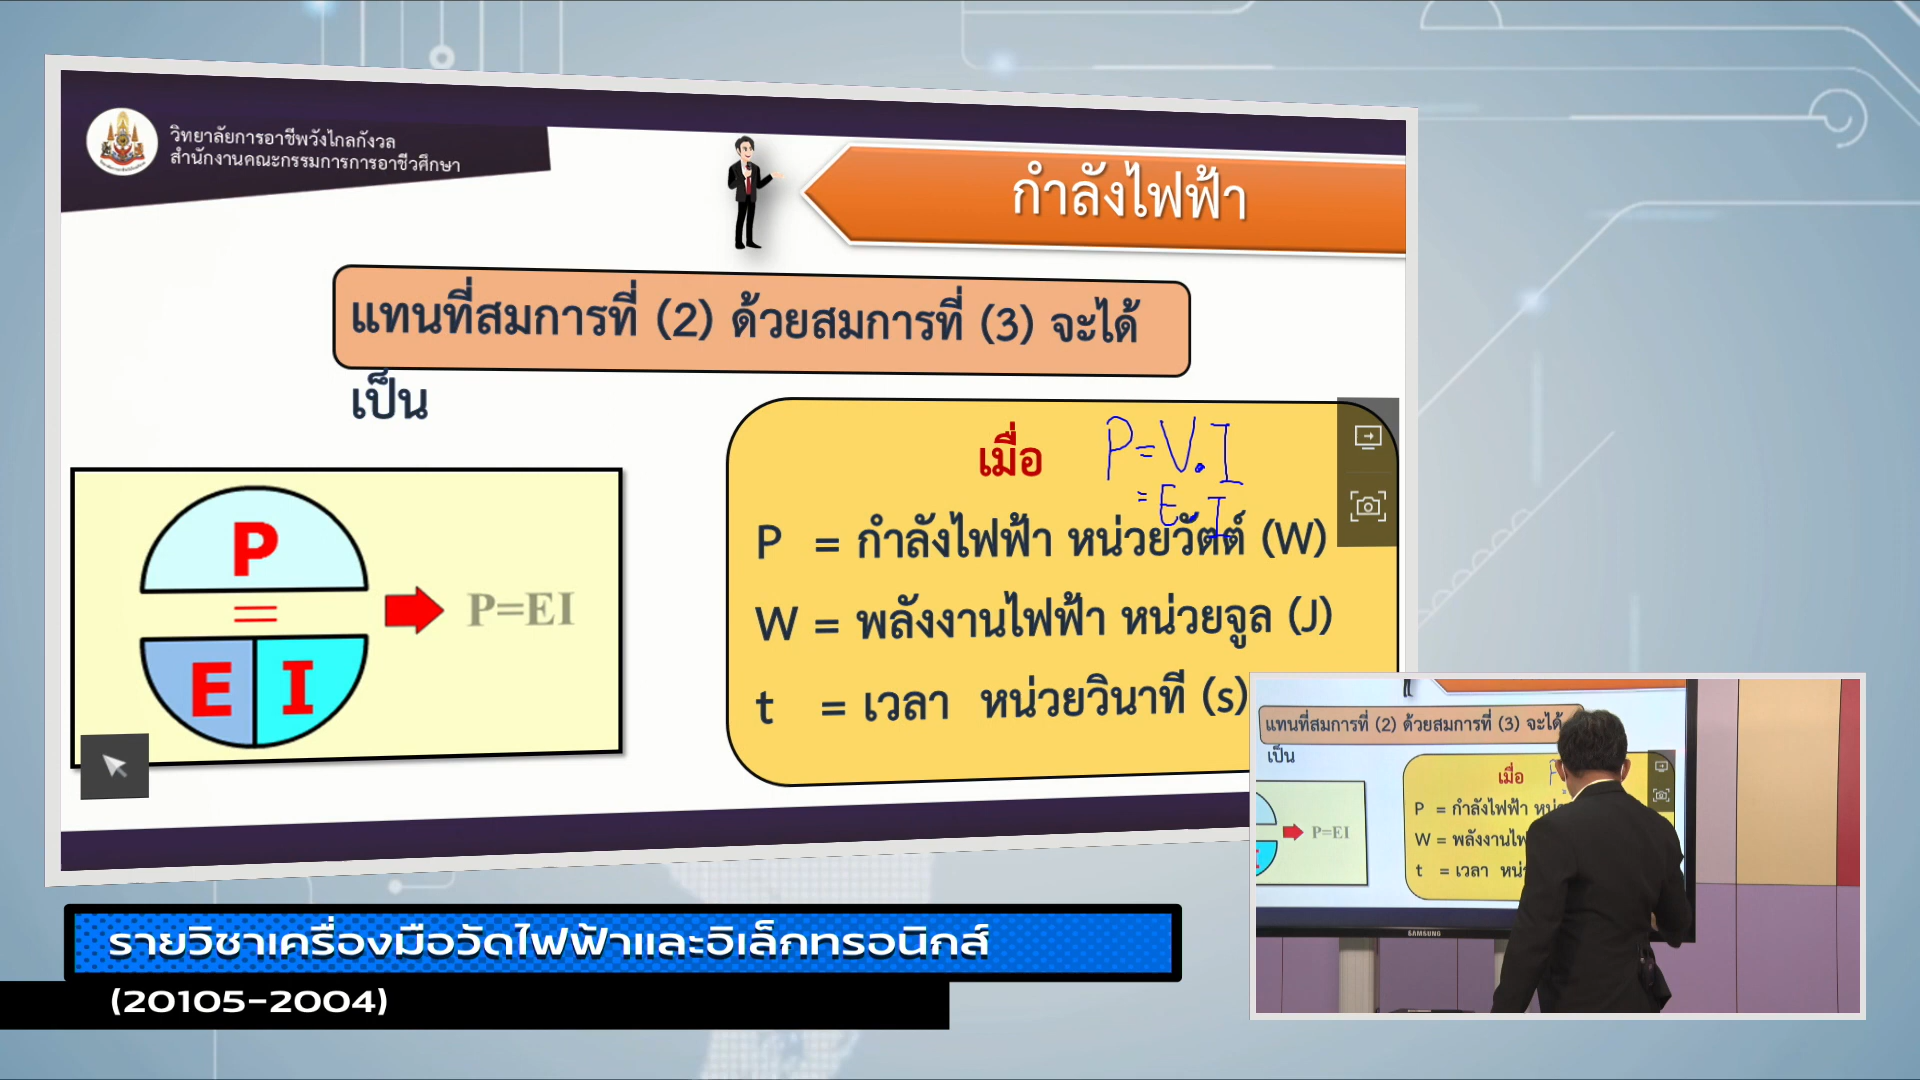 วิทยาลัยการอาชีพวังไกลกังวล
สำนักงานคณะกรรมการการอาชีวศึกษา
กำลังไฟฟ้า
แทนที่สมการที่ (2) ด้วยสมการที่ (3) จะได้
เป็น
P
=
E I
P=EI
เมื่อ
P=V.I
=E.I
P = กำลังไฟฟ้า หน่วยวัตต์ (W)
W = พลังงานไฟฟ้า หน่วยจูล (J)
t = เวลา หน่วยวินาที (s)
แทนที่สมการที่ (2) ด้วยสมการที่ (3) จะได้
เป็น
เมื่อ P
P = กำลังไฟฟ้า
W = พลังงานไฟ
t = เวลา
P=EI
SAMSUNG
รายวิชาเครื่องมือวัดไฟฟ้าและอิเล็กทรอนิกส์
(20105-2004)